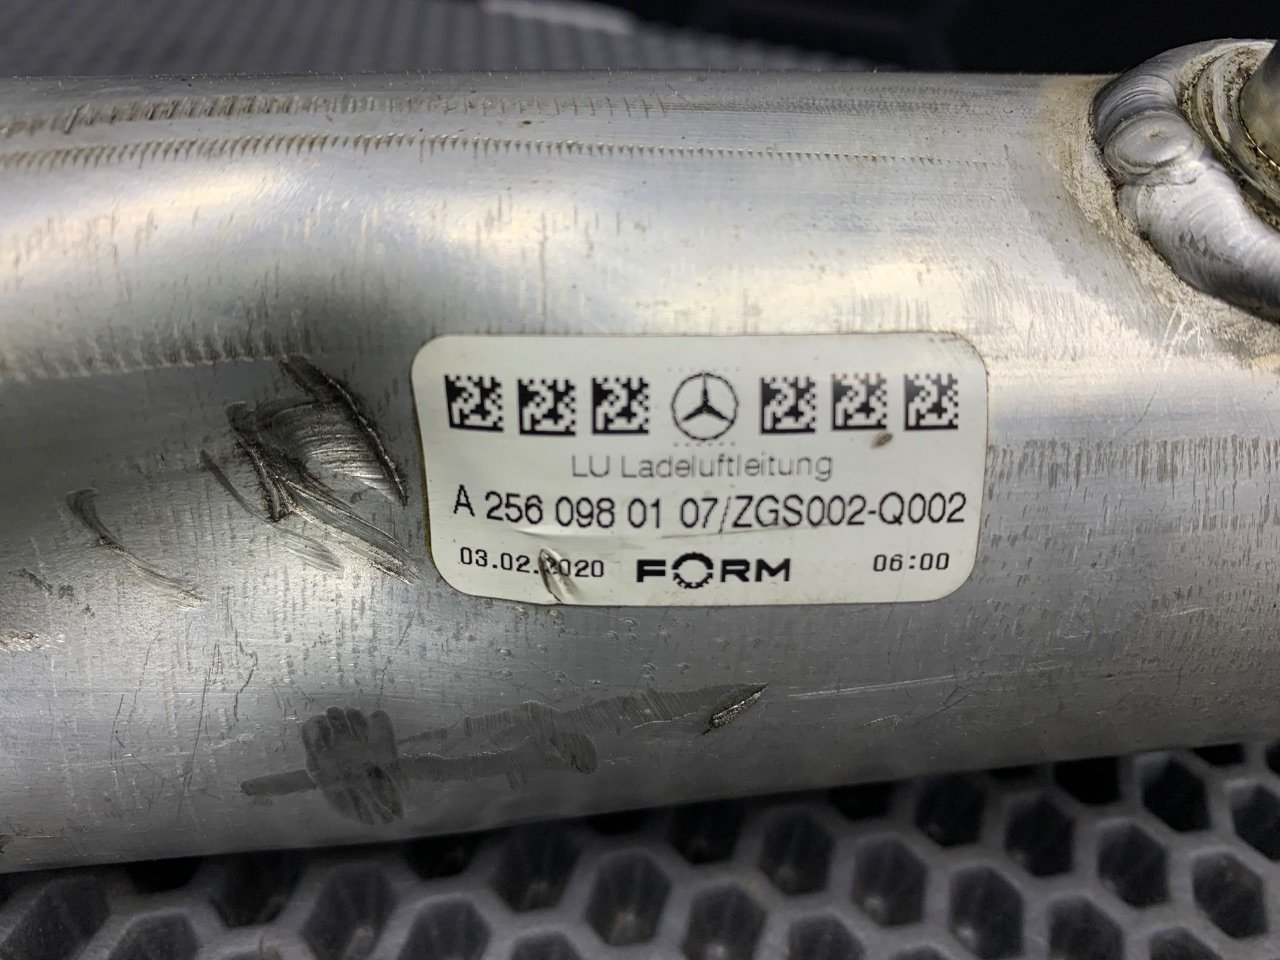 LU Ladeluftleitung
A 256 098 01 07/ZGS002-Q002
03.02.2020 FORM 06:00